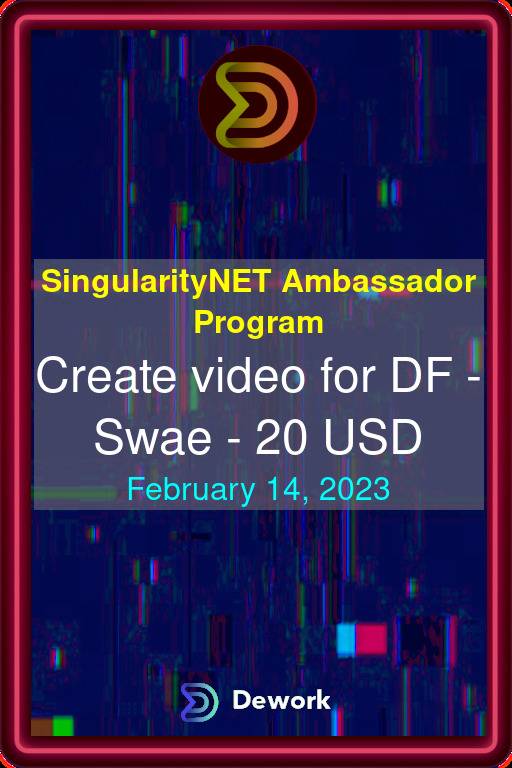 SingularityNET Ambassador
Program
Create video for DF -
Swae - 20 USD
February 14, 2023
Dework